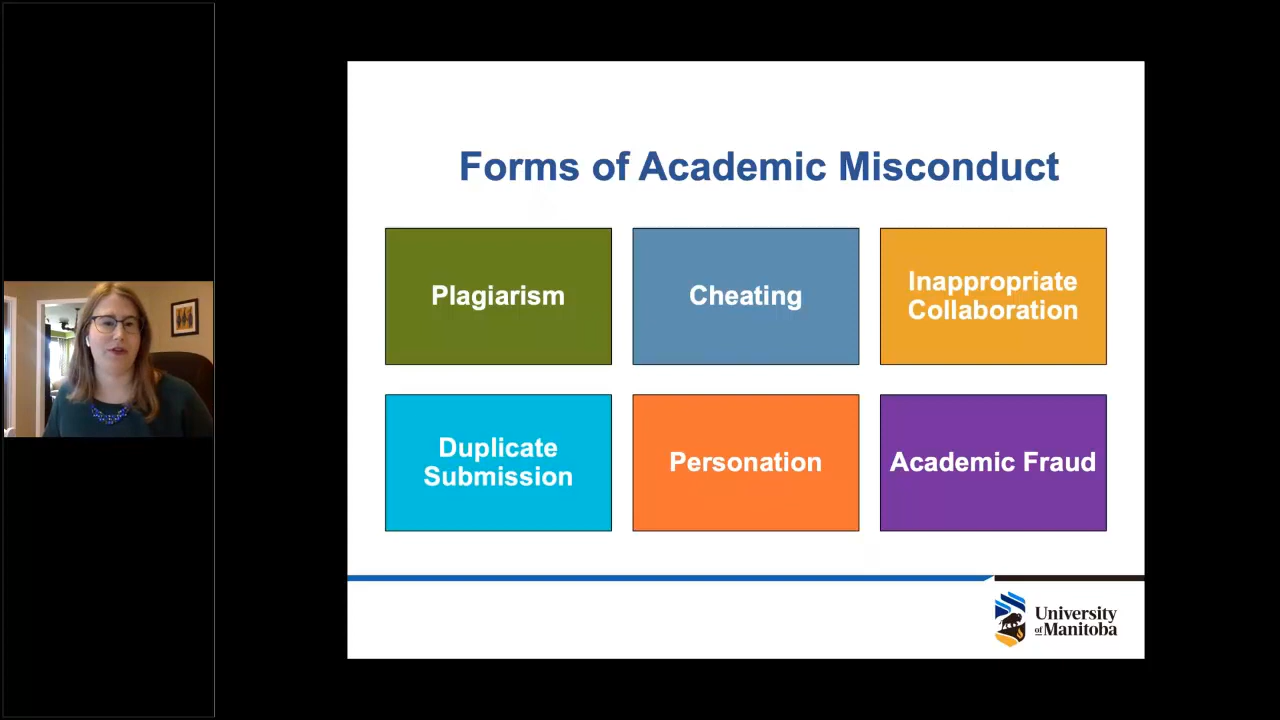 Forms of Academic Misconduct
Plagiarism
Cheating
Inappropriate
Collaboration
Duplicate
Submission
Personation
Academic Fraud
University
of Manitoba